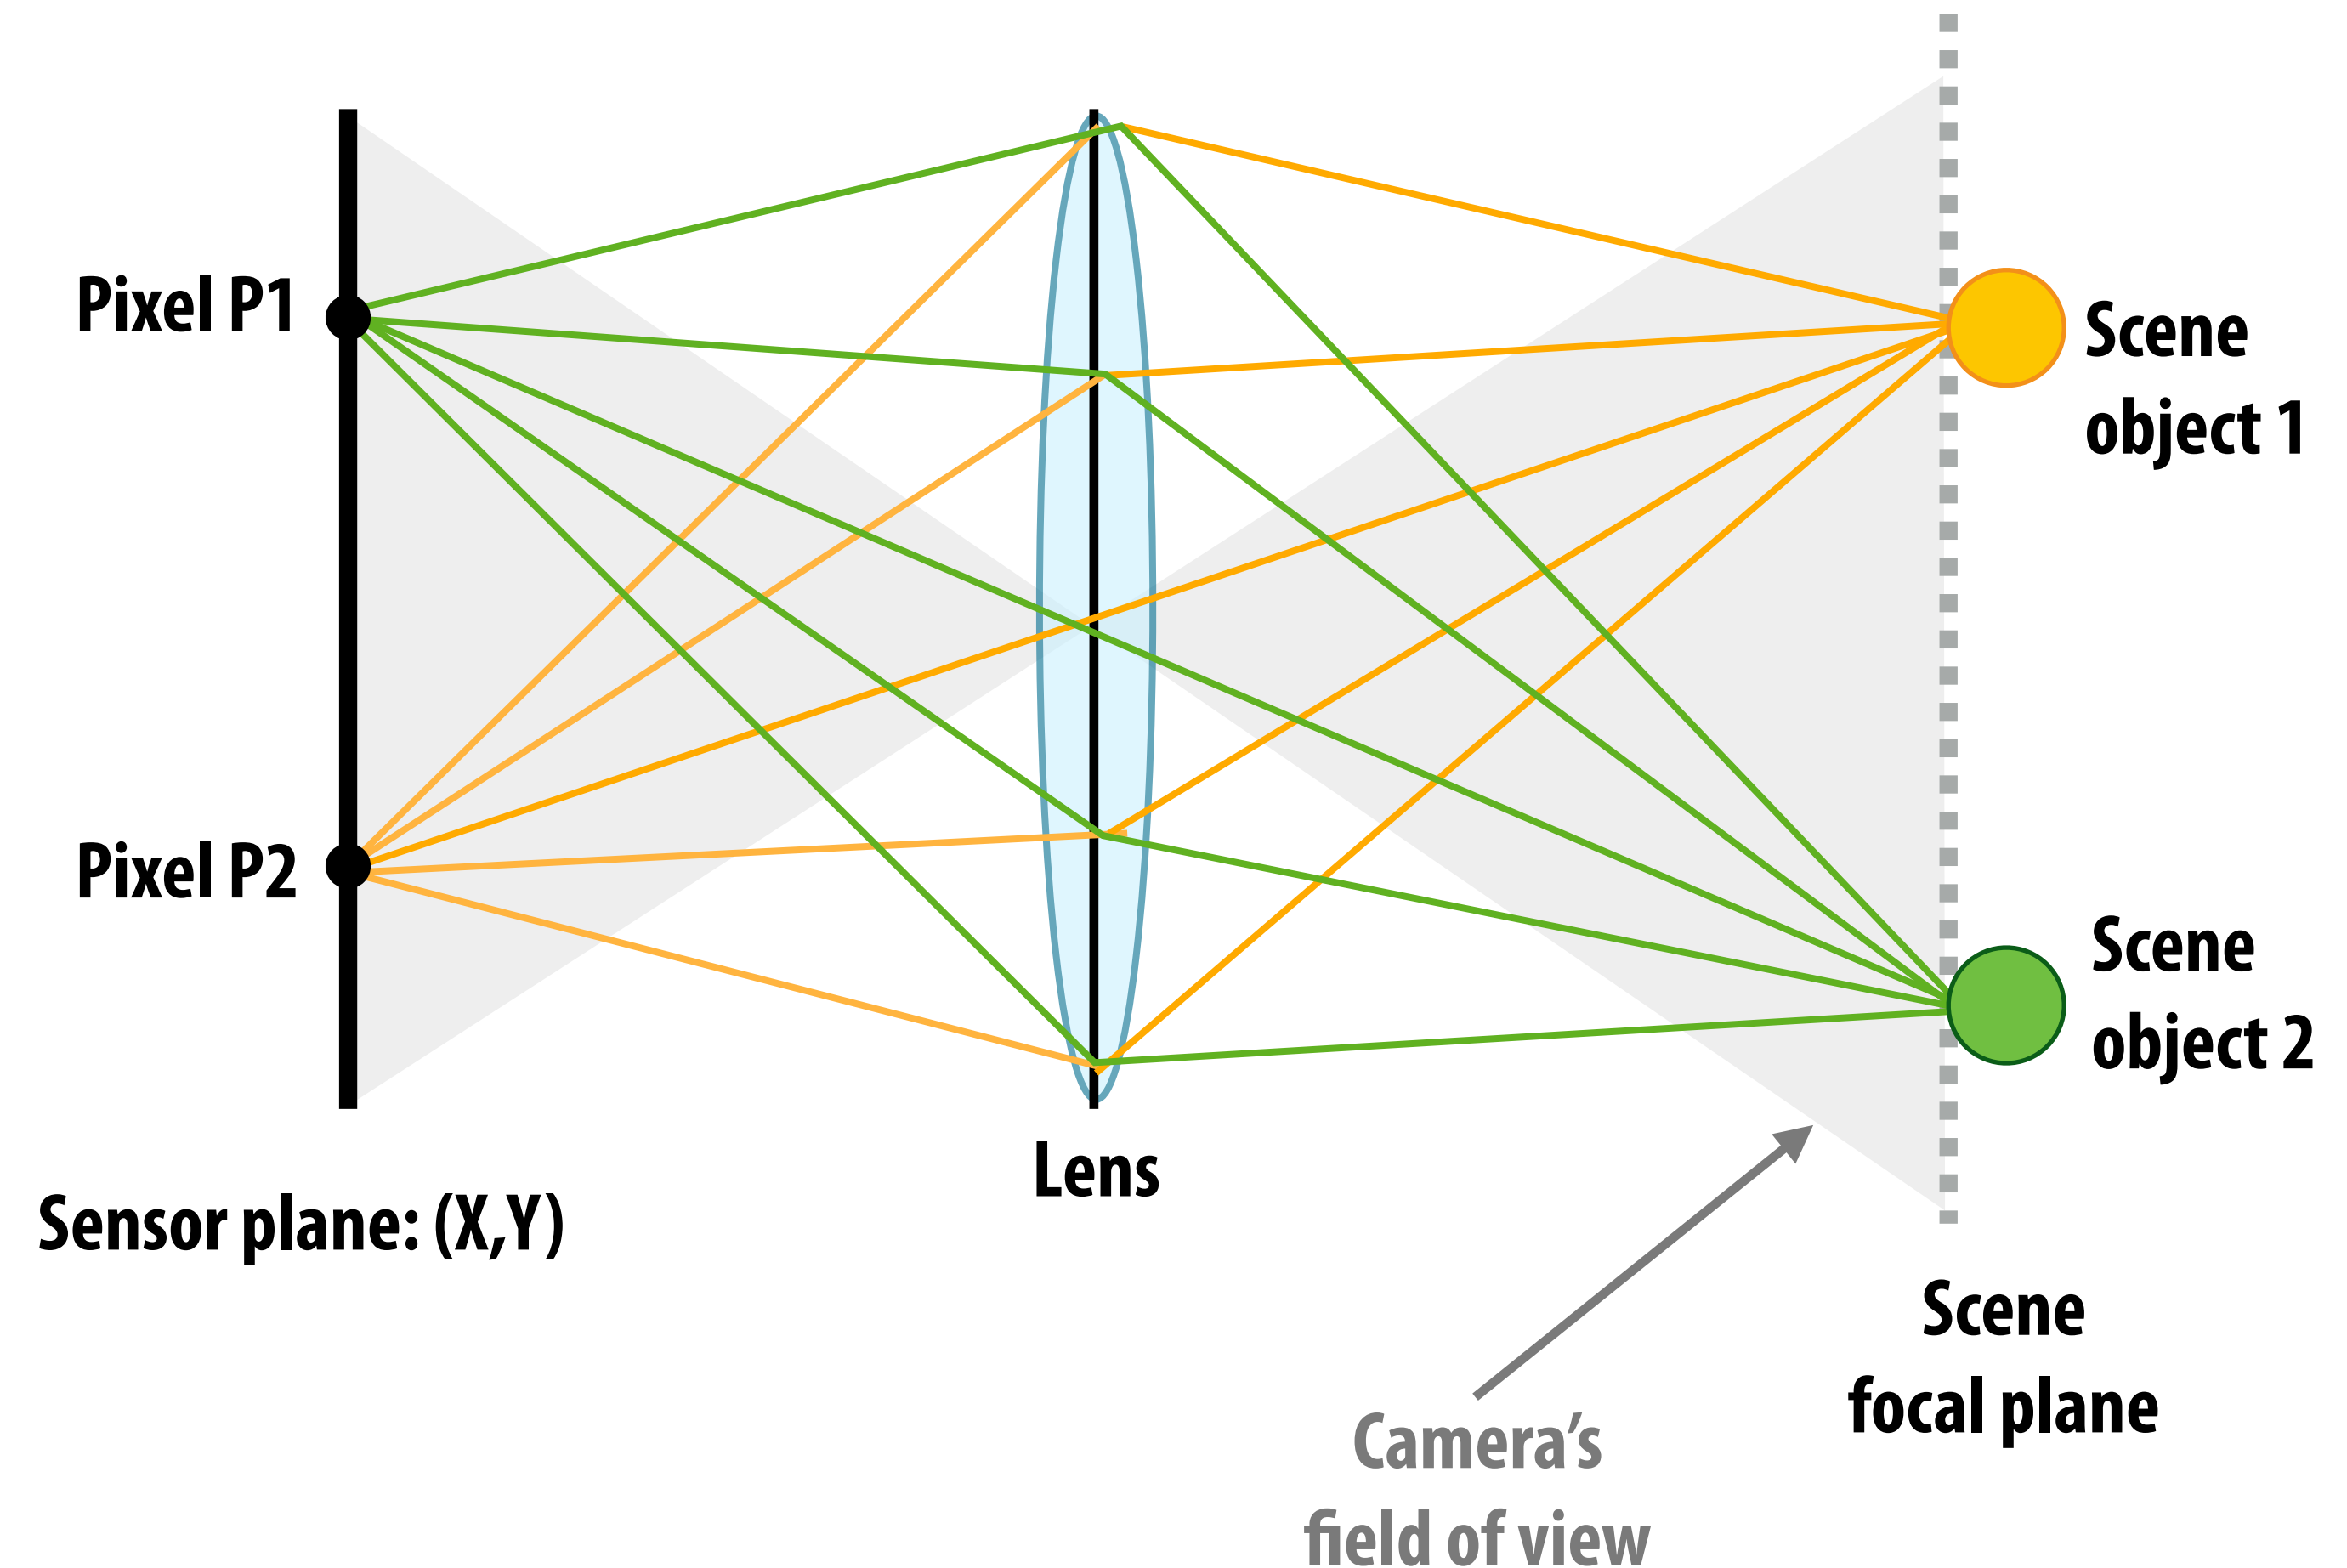 Pixel P1
Scene
object 1
Pixel P2
Scene
object 2
Lens
Sensor plane: (X,Y)
Scene
focal plane
Camera’s
field of view